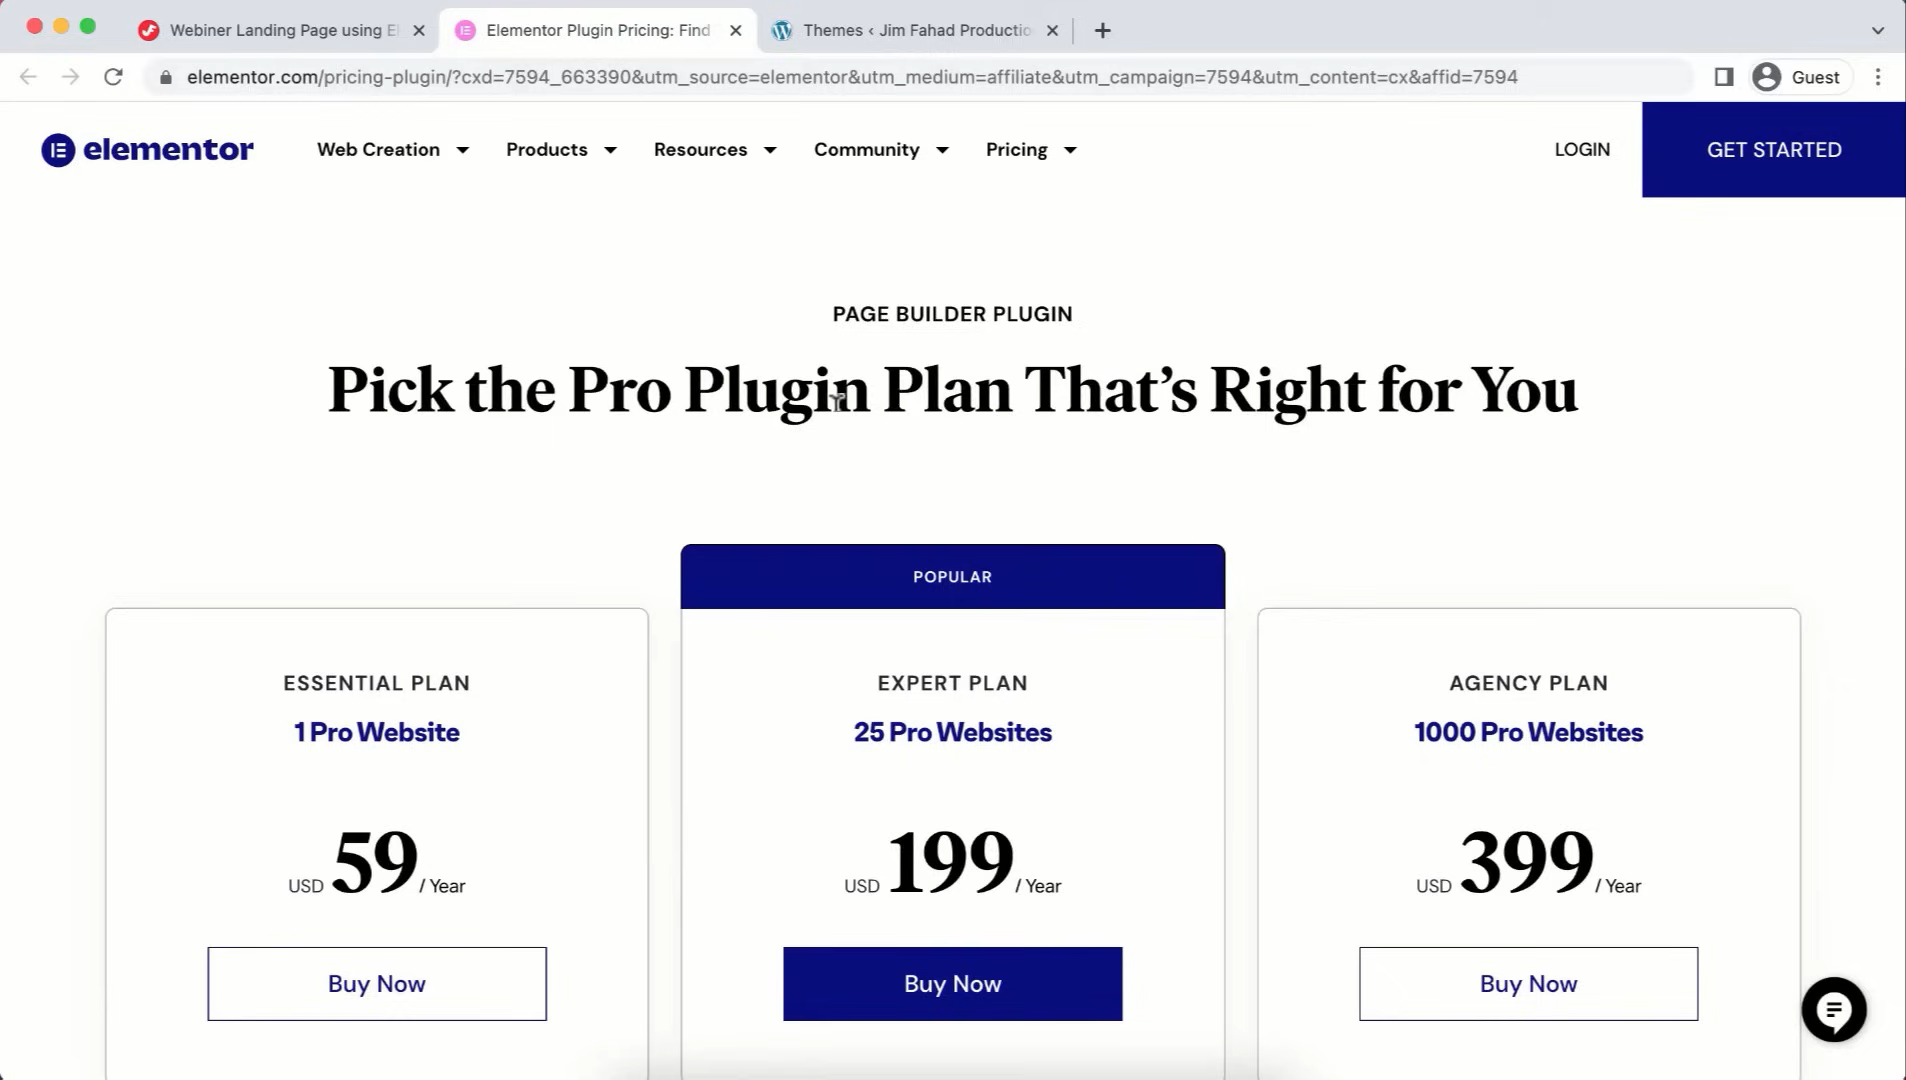 Webiner Landing Page using El
Elementor Plugin Pricing: Find
Themes ‹ Jim Fahad Productio
elementor.com/pricing-plugin/?cxd=7594_663390&utm_source=elementor&utm_medium=affiliate&utm_campaign=7594&utm_content=cx&affid=7594
Guest
elementor
Web Creation
Products
Resources
Community
Pricing
LOGIN
GET STARTED
PAGE BUILDER PLUGIN
Pick the Pro Plugin Plan That’s Right for You
POPULAR
ESSENTIAL PLAN
1 Pro Website
USD 59 / Year
Buy Now
EXPERT PLAN
25 Pro Websites
USD 199 / Year
Buy Now
AGENCY PLAN
1000 Pro Websites
USD 399 / Year
Buy Now